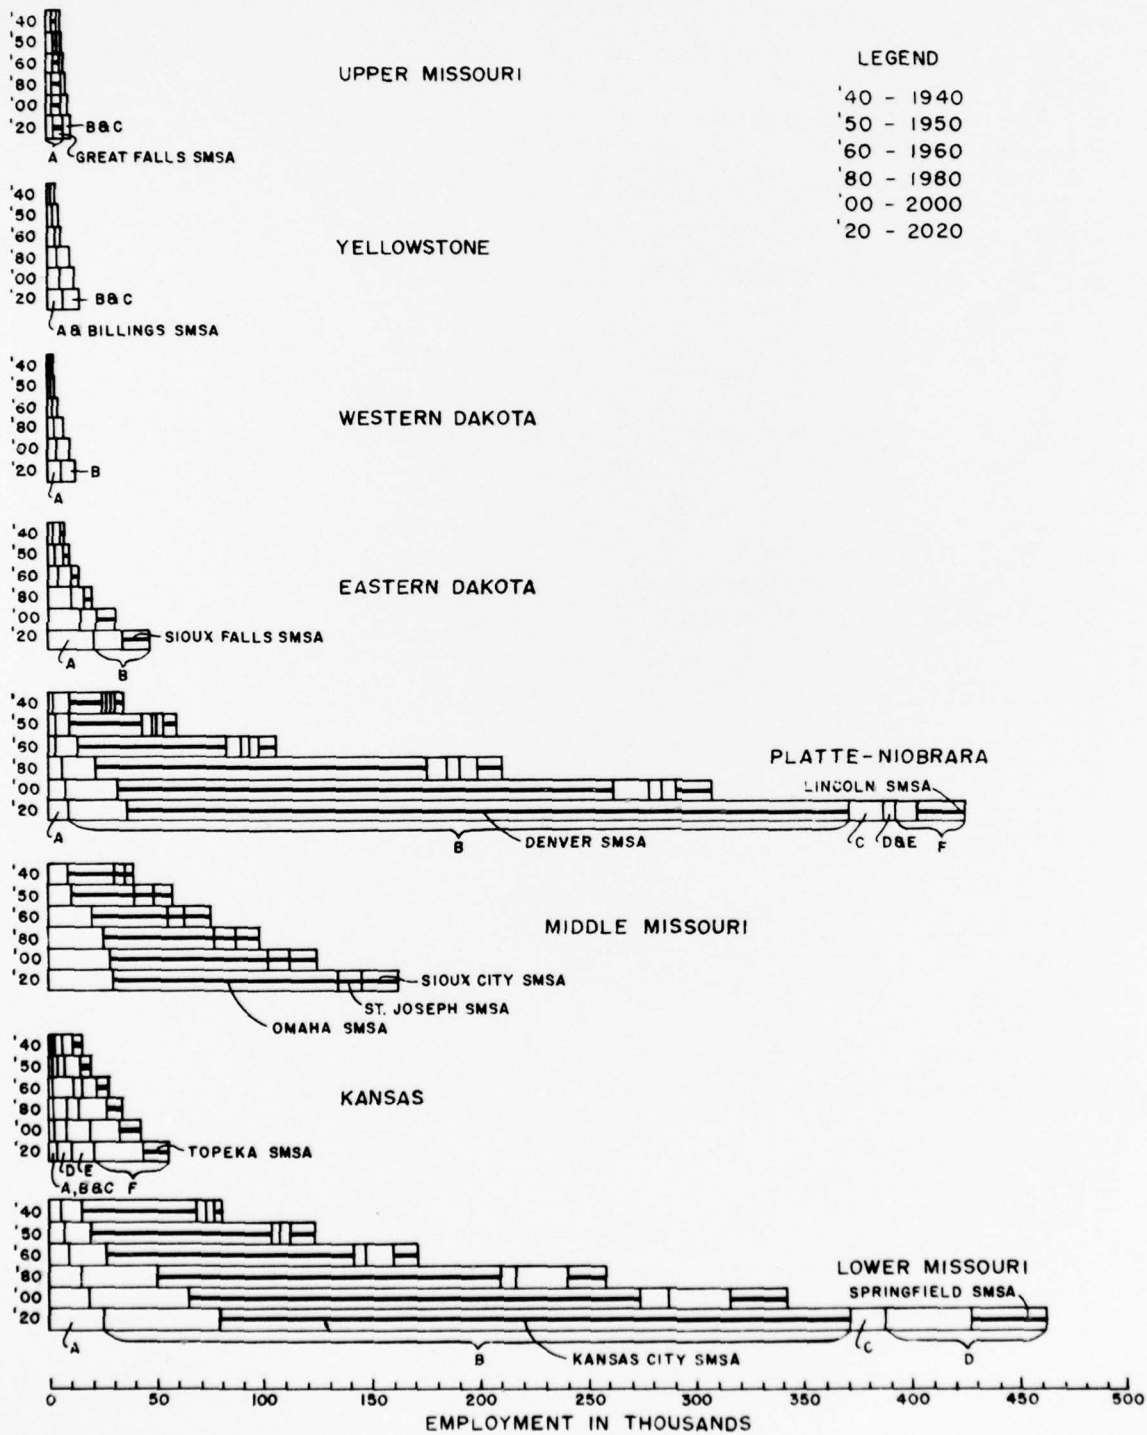 '40
'50
'60
'80
'00
'20
UPPER MISSOURI
B&C
A GREAT FALLS SMSA
LEGEND
'40 - 1940
'50 - 1950
'60 - 1960
'80 - 1980
'00 - 2000
'20 - 2020
'40
'50
'60
'80
'00
'20
YELLOWSTONE
B&C
A& BILLINGS SMSA
'40
'50
'60
'80
'00
'20
WESTERN DAKOTA
B
A
'40
'50
'60
'80
'00
'20
EASTERN DAKOTA
SIOUX FALLS SMSA
A
B
'40
'50
'60
'80
'00
'20
PLATTE-NIOBRARA
LINCOLN SMSA
A
B
DENVER SMSA
C
D&E
F
'40
'50
'60
'80
'00
'20
MIDDLE MISSOURI
SIOUX CITY SMSA
ST. JOSEPH SMSA
OMAHA SMSA
'40
'50
'60
'80
'00
'20
KANSAS
TOPEKA SMSA
D E
A,B&C F
'40
'50
'60
'80
'00
'20
LOWER MISSOURI
SPRINGFIELD SMSA
A
B
KANSAS CITY SMSA
C
D
0 50 100 150 200 250 300 350 400 450 500
EMPLOYMENT IN THOUSANDS